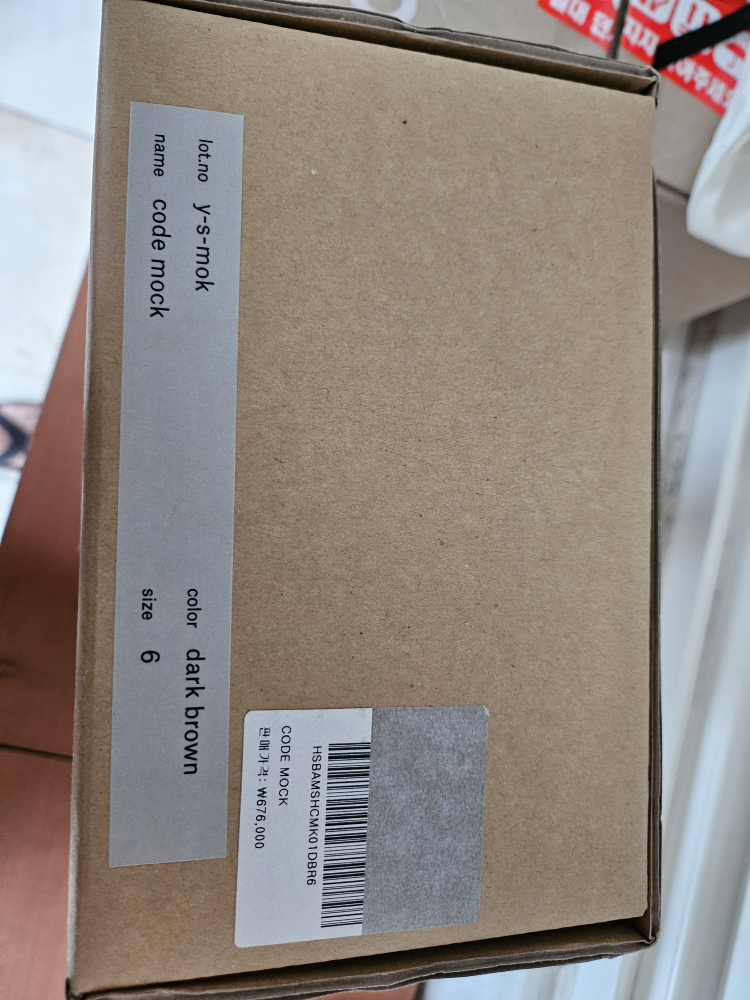 lot.no y-s-mok
color dark brown
name code mock
size 6
HSBAMSHCMK01DBR6
CODE MOCK
판매가격: ₩676,000